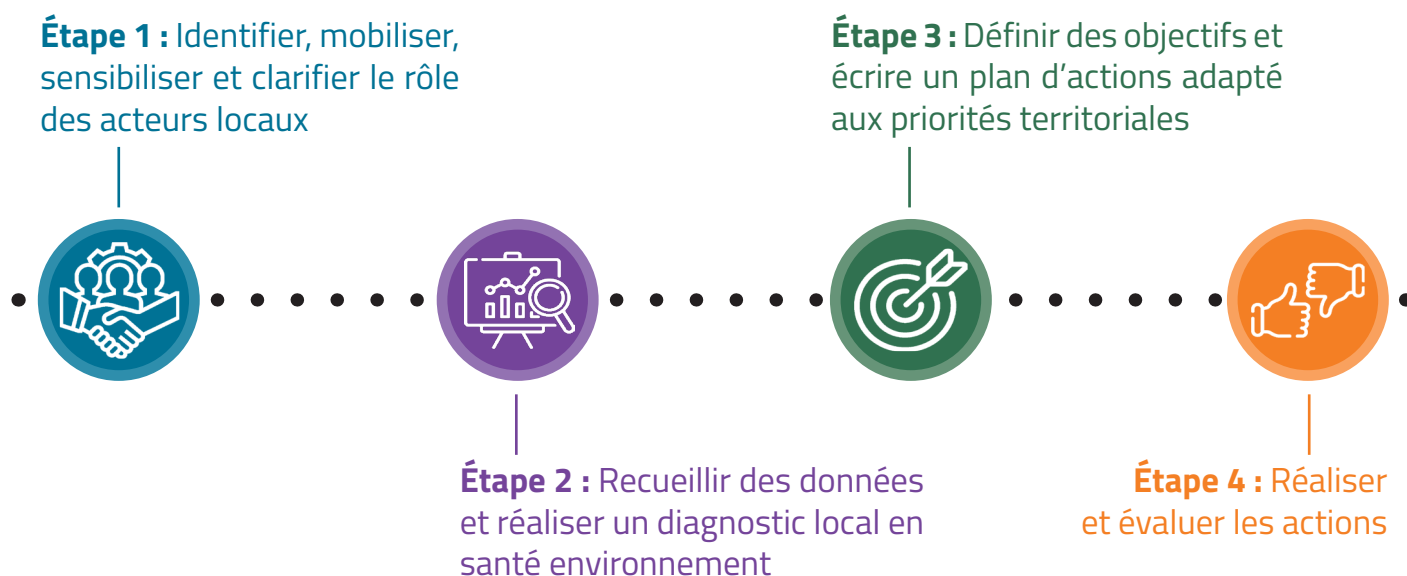 Étape 1 : Identifier, mobiliser,
sensibiliser et clarifier le rôle
des acteurs locaux
Étape 2 : Recueillir des données
et réaliser un diagnostic local en
santé environnement
Étape 3 : Définir des objectifs et
écrire un plan d’actions adapté
aux priorités territoriales
Étape 4 : Réaliser
et évaluer les actions